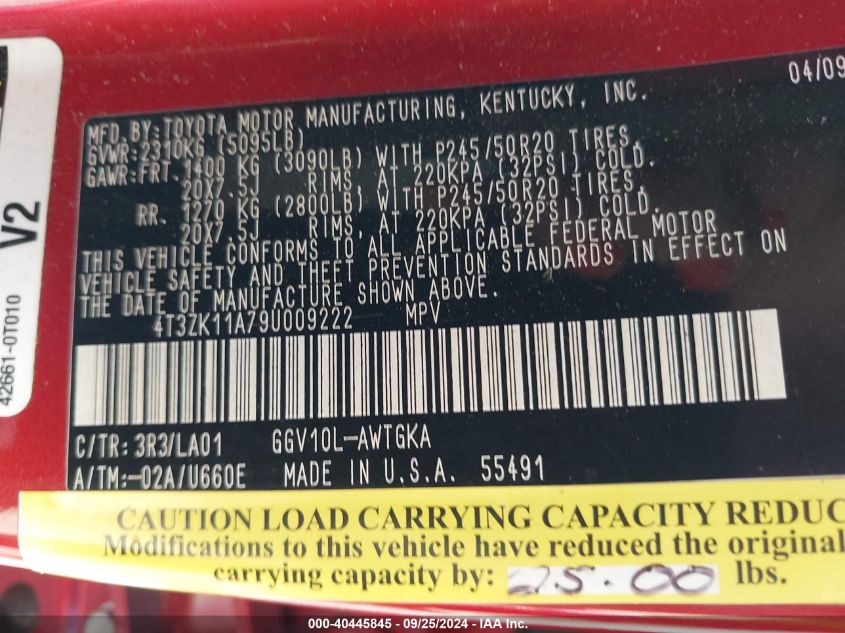 04/09
MFD. BY: TOYOTA MOTOR MANUFACTURING, KENTUCKY, INC.
GVWR: 2310KG (5095LB)
GAWR: FRT. 1400 KG (3090LB) WITH P245/50R20 TIRES,
20X7.5J RIMS, AT 220KPA (32PSI) COLD.
RR. 1270 KG (2800LB) WITH P245/50R20 TIRES,
20X7.5J RIMS, AT 220KPA (32PSI) COLD.
THIS VEHICLE CONFORMS TO ALL APPLICABLE FEDERAL MOTOR
VEHICLE SAFETY AND THEFT PREVENTION STANDARDS IN EFFECT ON
THE DATE OF MANUFACTURE SHOWN ABOVE.
4T3ZK11A79U009222 MPV
C/TR: 3R3/LA01 GGV10L-AWTGKA
A/TM:-02A/U660E MADE IN U.S.A. 55491
V2
42661-0T010
CAUTION LOAD CARRYING CAPACITY REDUC
Modifications to this vehicle have reduced the original
carrying capacity by: 25.00 lbs.
000-40445845 - 09/25/2024 - IAA Inc.